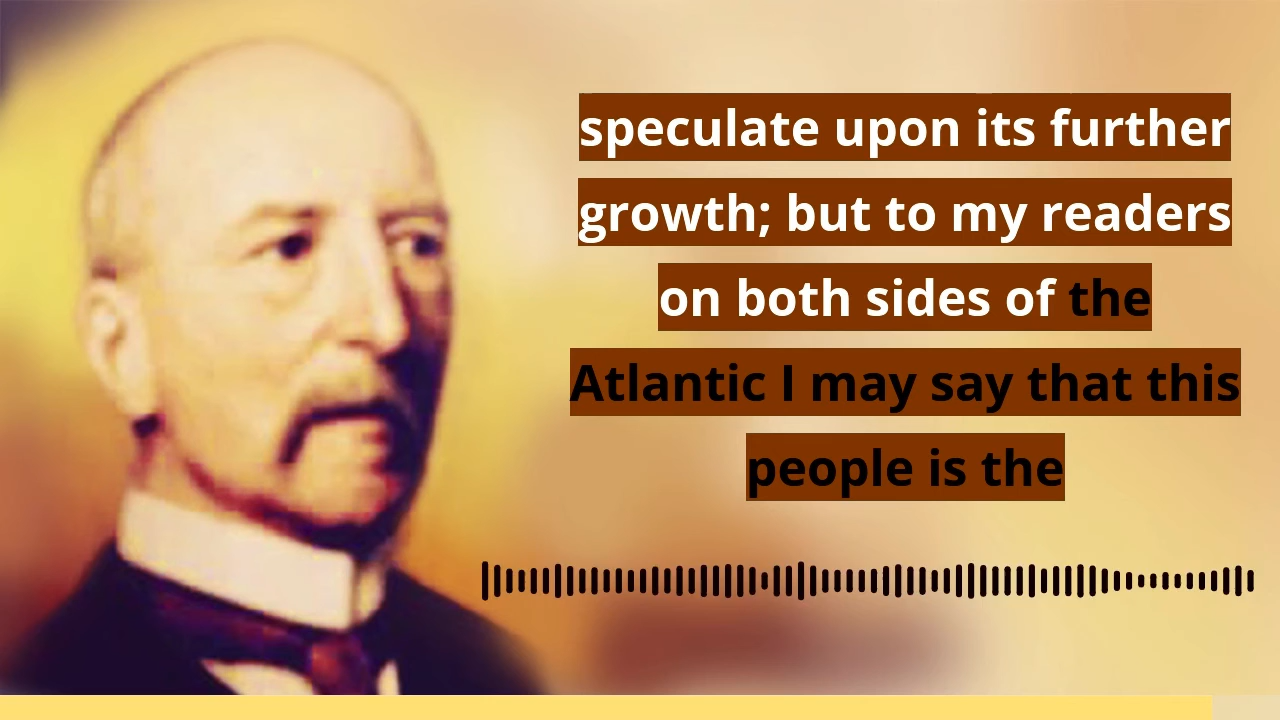 speculate upon its further
growth; but to my readers
on both sides of the
Atlantic I may say that this
people is the